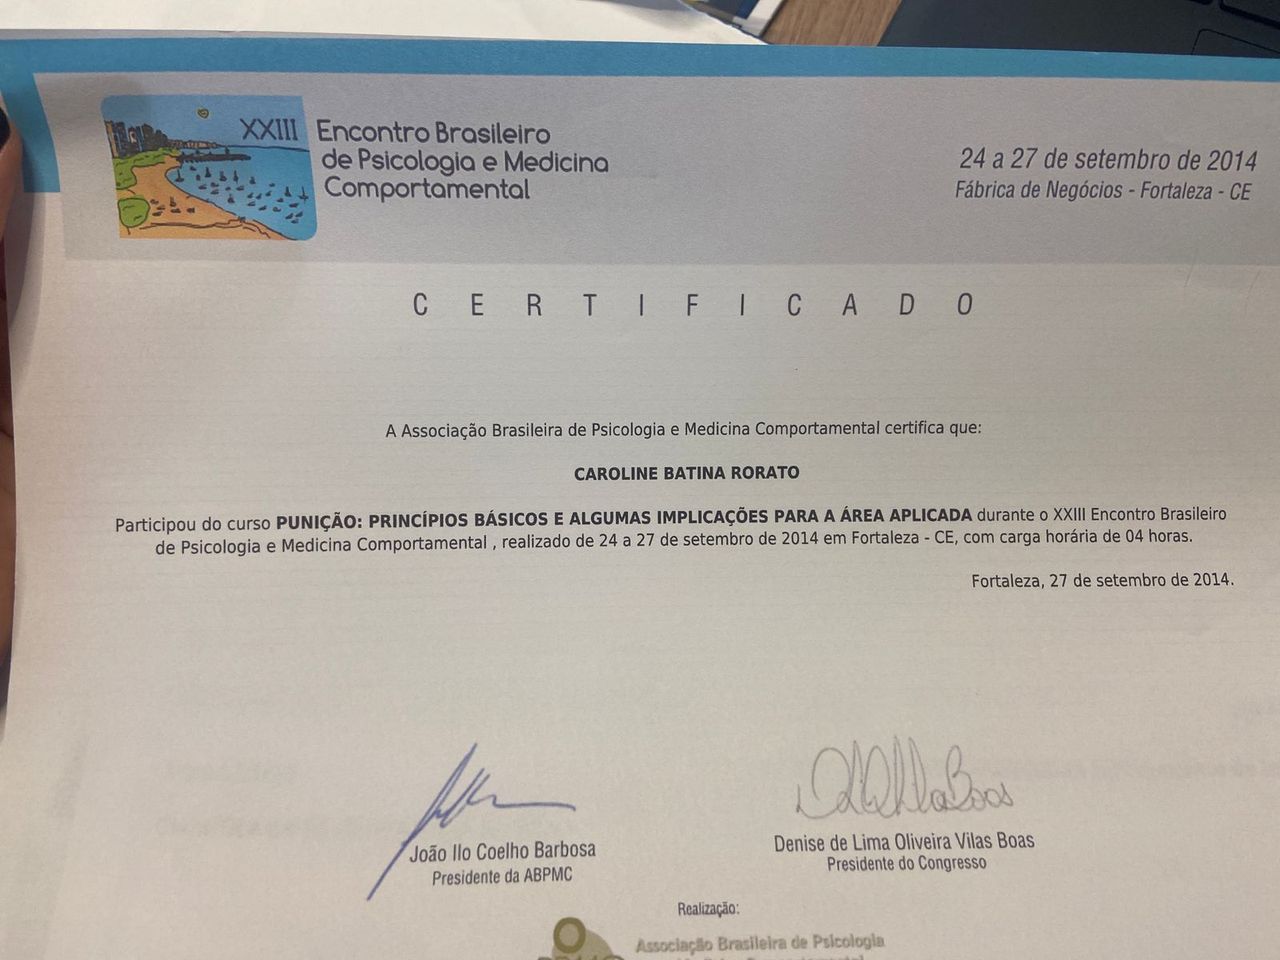 XXIII
Encontro Brasileiro
de Psicologia e Medicina
Comportamental
24 a 27 de setembro de 2014
Fábrica de Negócios - Fortaleza - CE
CERTIFICADO
A Associação Brasileira de Psicologia e Medicina Comportamental certifica que:
CAROLINE BATINA RORATO
Participou do curso PUNIÇÃO: PRINCÍPIOS BÁSICOS E ALGUMAS IMPLICAÇÕES PARA A ÁREA APLICADA durante o XXIII Encontro Brasileiro
de Psicologia e Medicina Comportamental , realizado de 24 a 27 de setembro de 2014 em Fortaleza - CE, com carga horária de 04 horas.
Fortaleza, 27 de setembro de 2014.
João Ilo Coelho Barbosa
Presidente da ABPMC
Denise de Lima Oliveira Vilas Boas
Presidente do Congresso
Realização:
Associação Brasileira de Psicologia